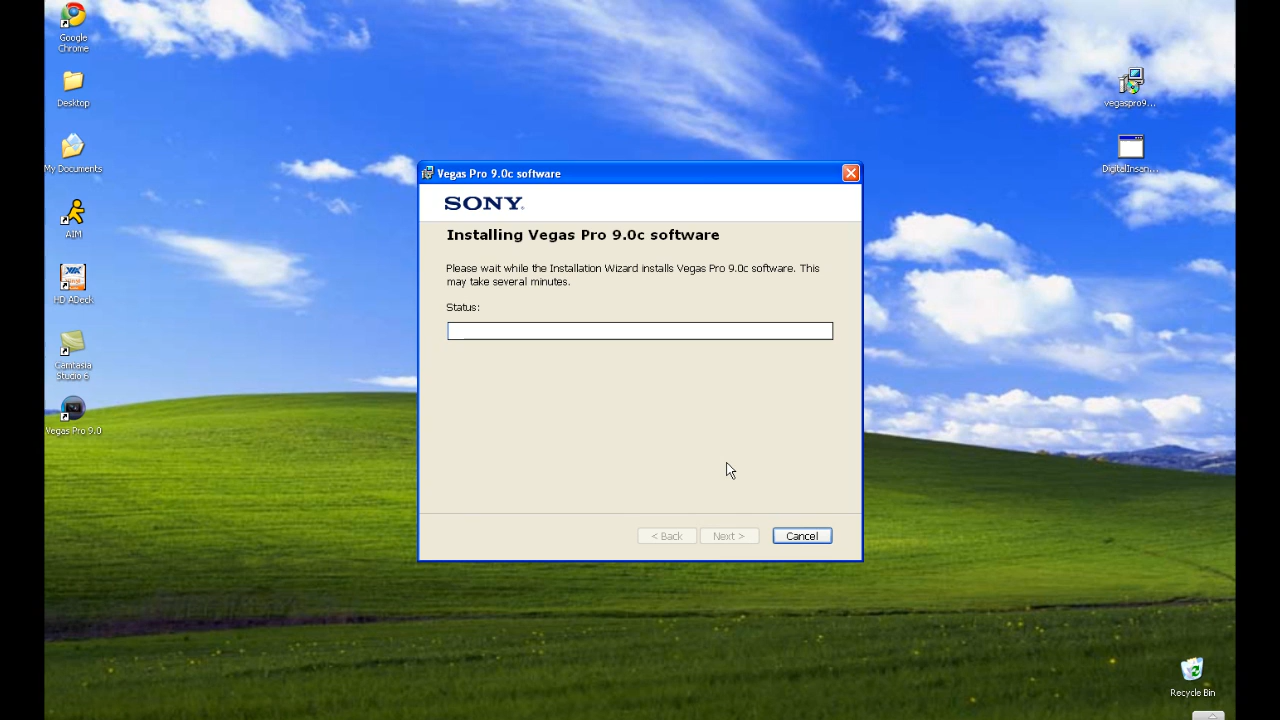 Google
Chrome
Desktop
My Documents
AIM
HD ADeck
Camtasia
Studio 6
Vegas Pro 9.0
vegaspro9...
DigitalInsan...
Vegas Pro 9.0c software
SONY
Installing Vegas Pro 9.0c software
Please wait while the Installation Wizard installs Vegas Pro 9.0c software. This
may take several minutes.
Status:
< Back
Next >
Cancel
Recycle Bin